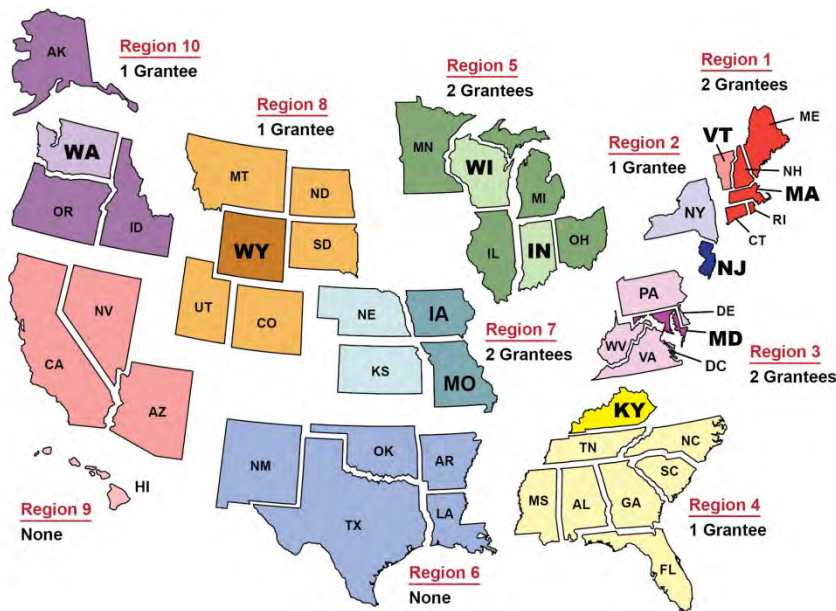 AK
Region 10
1 Grantee
WA
OR
ID
Region 8
1 Grantee
MT
ND
WY
SD
UT
CO
Region 5
2 Grantees
MN
WI
MI
IL
IN
OH
Region 1
2 Grantees
ME
VT
NH
MA
RI
CT
Region 2
1 Grantee
NY
NJ
PA
DE
MD
WV
VA
DC
Region 3
2 Grantees
NE
IA
KS
MO
Region 7
2 Grantees
NV
CA
AZ
HI
Region 9
None
NM
OK
AR
TX
LA
Region 6
None
KY
TN
NC
SC
MS
AL
GA
FL
Region 4
1 Grantee